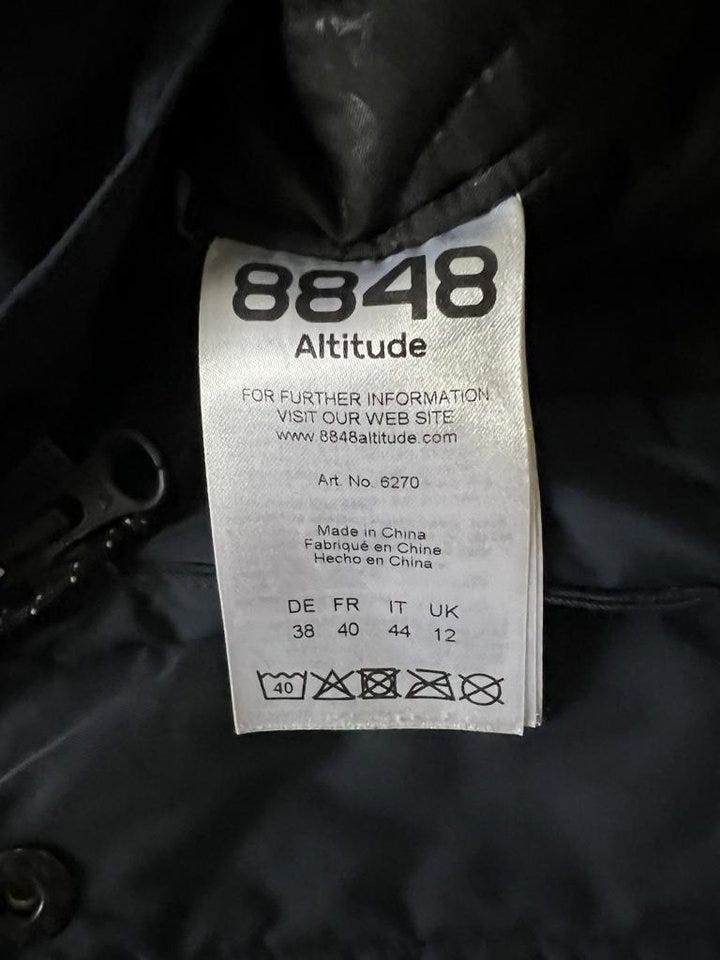 8848
Altitude
FOR FURTHER INFORMATION
VISIT OUR WEB SITE
www.8848altitude.com
Art. No. 6270
Made in China
Fabriqué en Chine
Hecho en China
DE FR IT UK
38 40 44 12
40